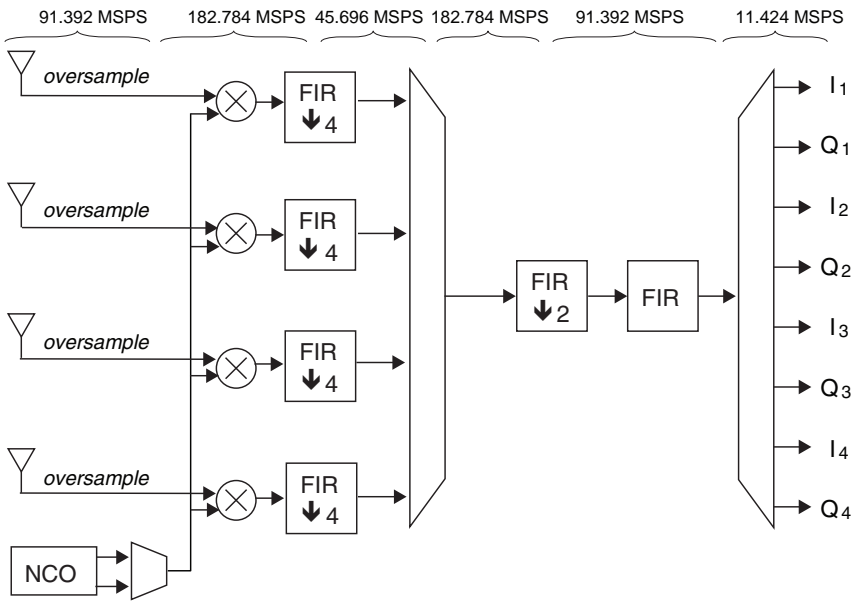 91.392 MSPS 182.784 MSPS 45.696 MSPS 182.784 MSPS 91.392 MSPS 11.424 MSPS
oversample
FIR
4
I1
Q1
oversample
FIR
4
I2
Q2
FIR
2
FIR
oversample
FIR
4
I3
Q3
oversample
FIR
4
I4
Q4
NCO